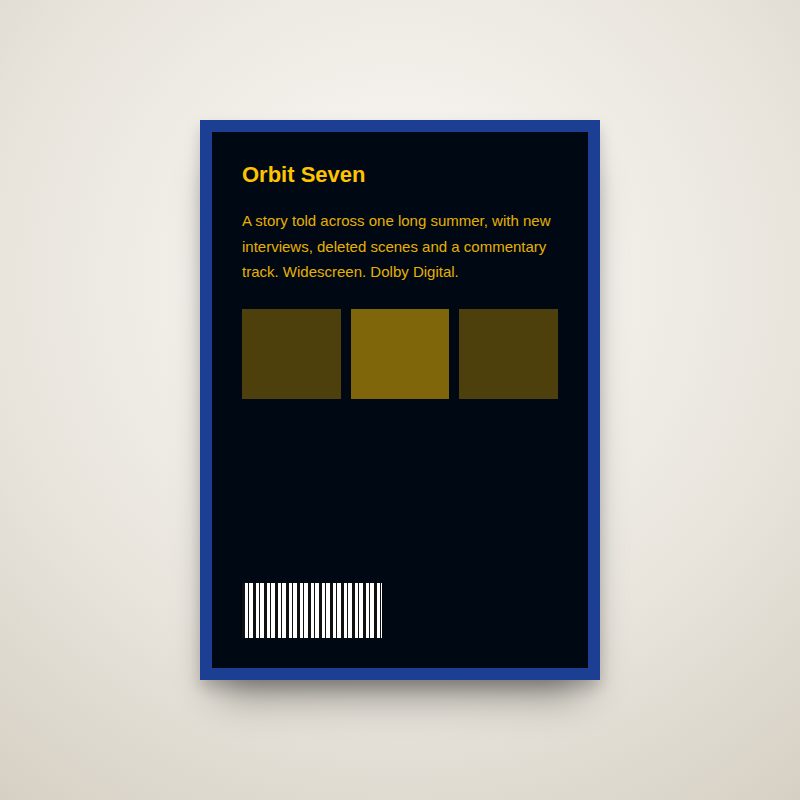 Orbit Seven
A story told across one long summer, with new
interviews, deleted scenes and a commentary
track. Widescreen. Dolby Digital.